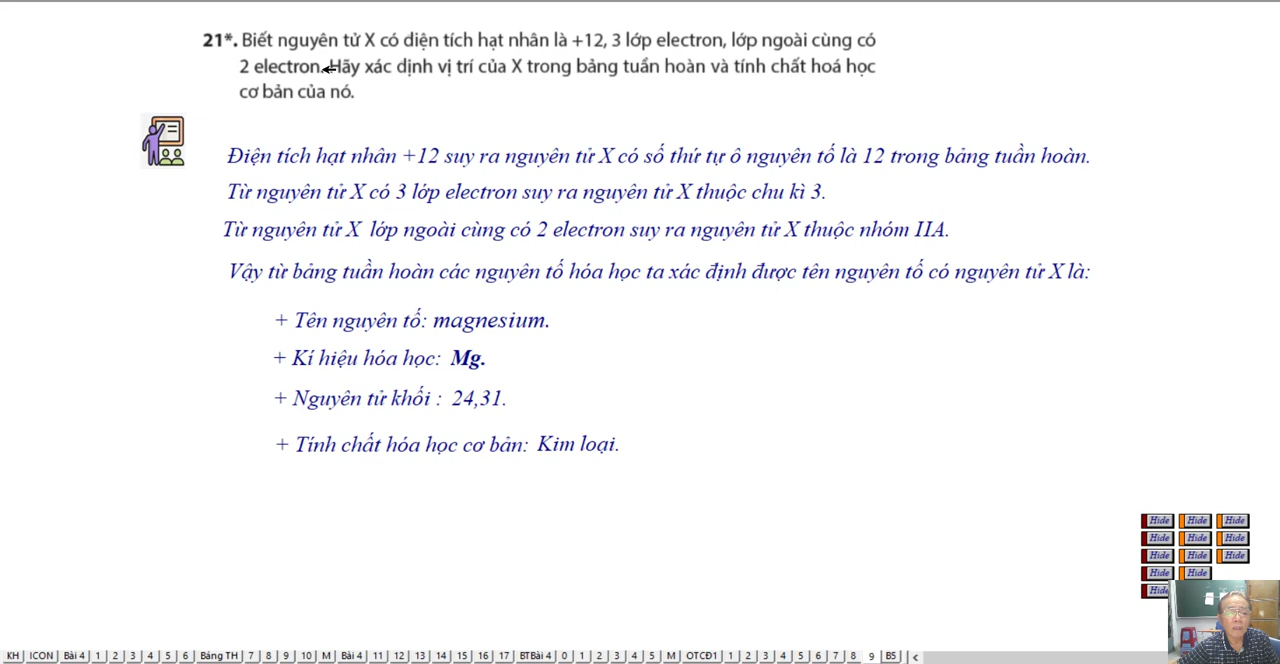 21*. Biết nguyên tử X có diện tích hạt nhân là +12, 3 lớp electron, lớp ngoài cùng có
2 electron. Hãy xác dịnh vị trí của X trong bảng tuần hoàn và tính chất hoá học
cơ bản của nó.
Điện tích hạt nhân +12 suy ra nguyên tử X có số thứ tự ô nguyên tố là 12 trong bảng tuần hoàn.
Từ nguyên tử X có 3 lớp electron suy ra nguyên tử X thuộc chu kì 3.
Từ nguyên tử X lớp ngoài cùng có 2 electron suy ra nguyên tử X thuộc nhóm IIA.
Vậy từ bảng tuần hoàn các nguyên tố hóa học ta xác định được tên nguyên tố có nguyên tử X là:
+ Tên nguyên tố: magnesium.
+ Kí hiệu hóa học: Mg.
+ Nguyên tử khối : 24,31.
+ Tính chất hóa học cơ bản: Kim loại.
Hide Hide Hide
Hide Hide Hide
Hide Hide Hide
Hide Hide
Hide
KH ICON Bài 4 1 2 3 4 5 6 Bảng TH 7 8 9 10 M Bài 4 11 12 13 14 15 16 17 BTBài 4 0 1 2 3 4 5 M OTCĐ1 1 2 3 4 5 6 7 8 9 B5